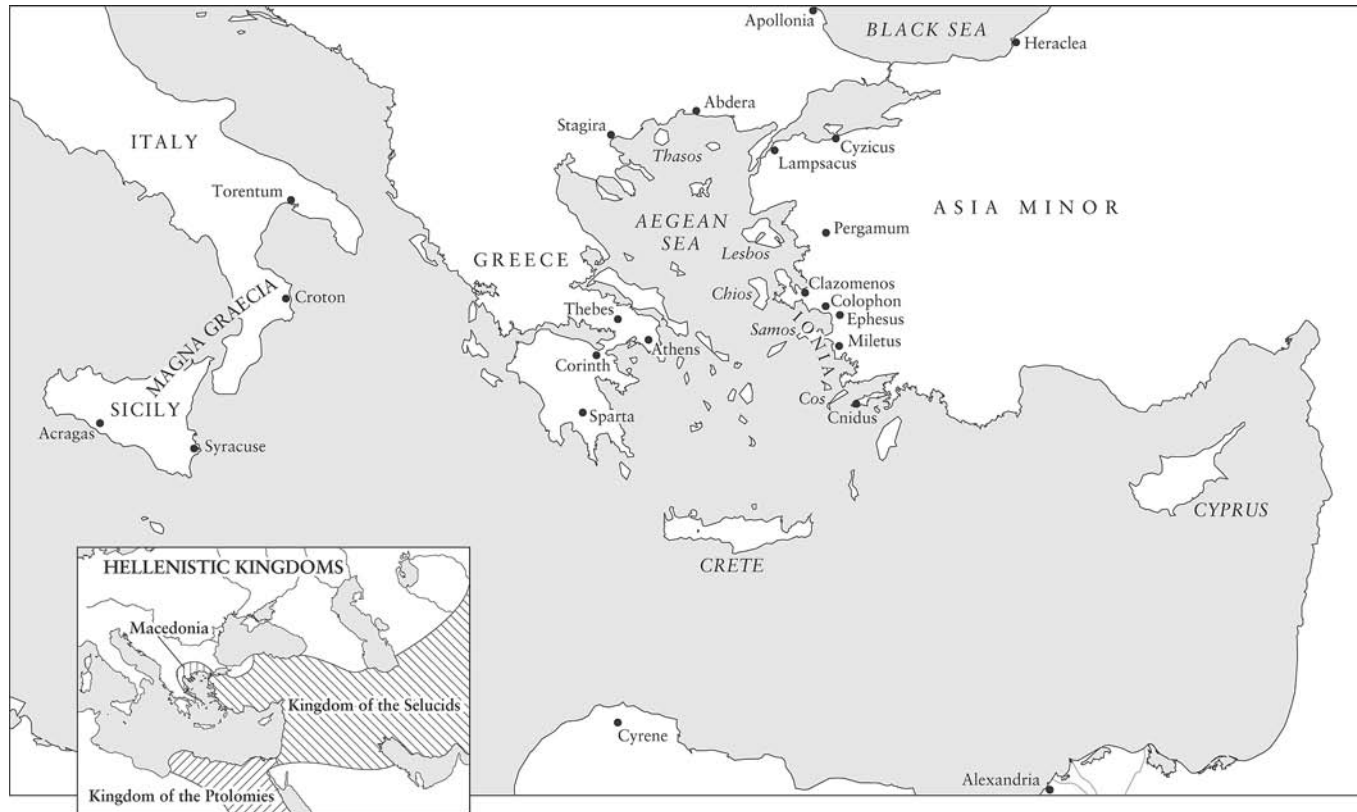 Apollonia
BLACK SEA
Heraclea
Abdera
Stagira
ITALY
Thasos
Cyzicus
Lampsacus
Torentum
ASIA MINOR
AEGEAN
SEA
Pergamum
Lesbos
GREECE
Clazomenos
Chios
Croton
Colophon
Thebes
Ephesus
Samos
IONIA
Miletus
Athens
MAGNA GRAECIA
Corinth
Cos
Cnidus
SICILY
Sparta
Acragas
Syracuse
CYPRUS
CRETE
HELLENISTIC KINGDOMS
Macedonia
Kingdom of the Selucids
Kingdom of the Ptolomies
Cyrene
Alexandria